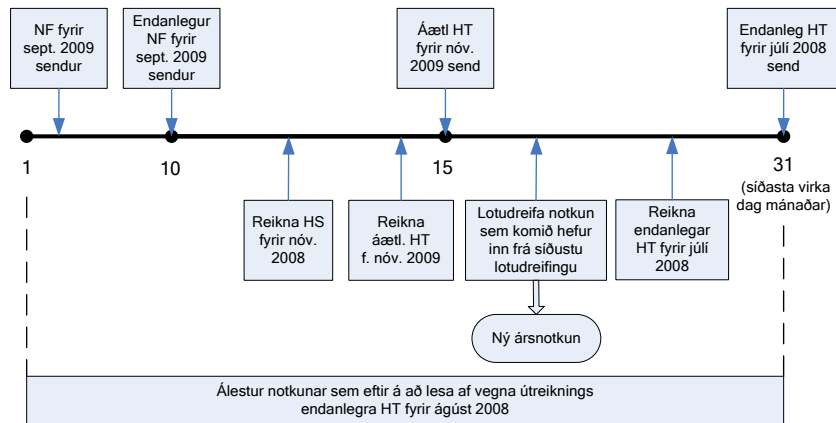 NF fyrir
sept. 2009
sendur
Endanlegur
NF fyrir
sept. 2009
sendur
Áætl HT
fyrir nóv.
2009 send
Endanleg HT
fyrir júlí 2008
send
1
10
15
31
(síðasta virka
dag mánaðar)
Reikna HS
fyrir nóv.
2008
Reikna
áætl. HT
f. nóv. 2009
Lotudreifa notkun
sem komið hefur
inn frá síðustu
lotudreifingu
Reikna
endanlegar
HT fyrir júlí
2008
Ný ársnotkun
Álestur notkunar sem eftir á að lesa af vegna útreiknings
endanlegra HT fyrir ágúst 2008